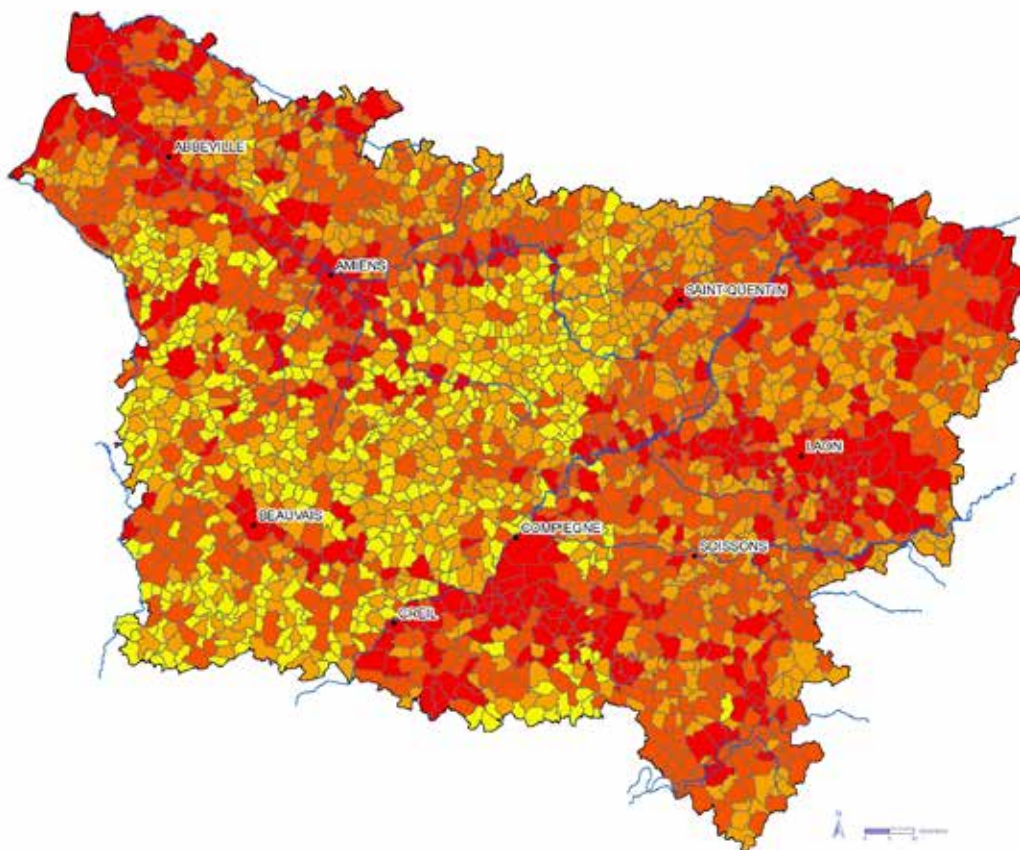 ABBEVILLE
AMIENS
SAINT-QUENTIN
LAON
BEAUVAIS
COMPIEGNE
SOISSONS
CREIL
N